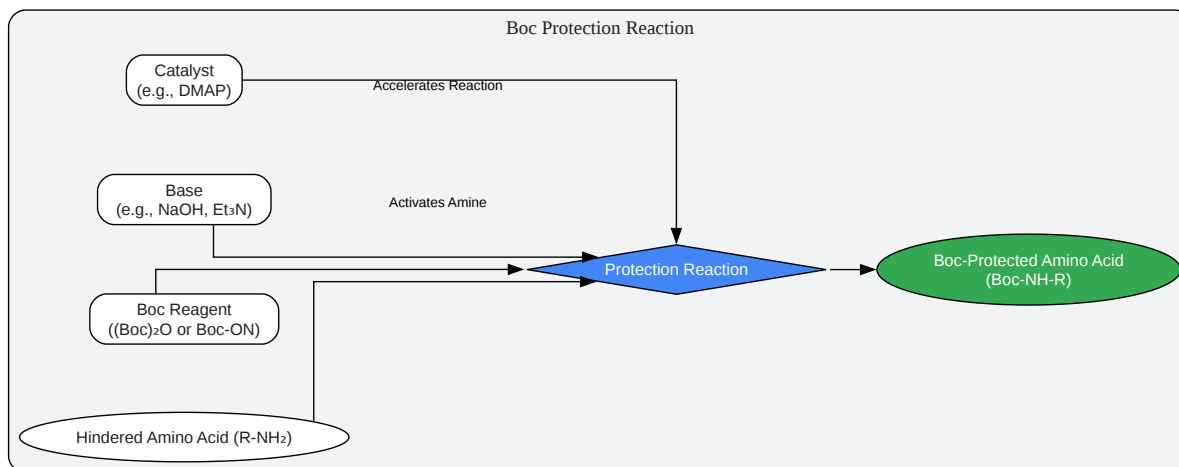 Boc Protection Reaction
Catalyst
(e.g., DMAP)
Accelerates Reaction
Base
(e.g., NaOH, Et₃N)
Activates Amine
Protection Reaction
Boc-Protected Amino Acid
(Boc-NH-R)
Boc Reagent
((Boc)₂O or Boc-ON)
Hindered Amino Acid (R-NH₂)